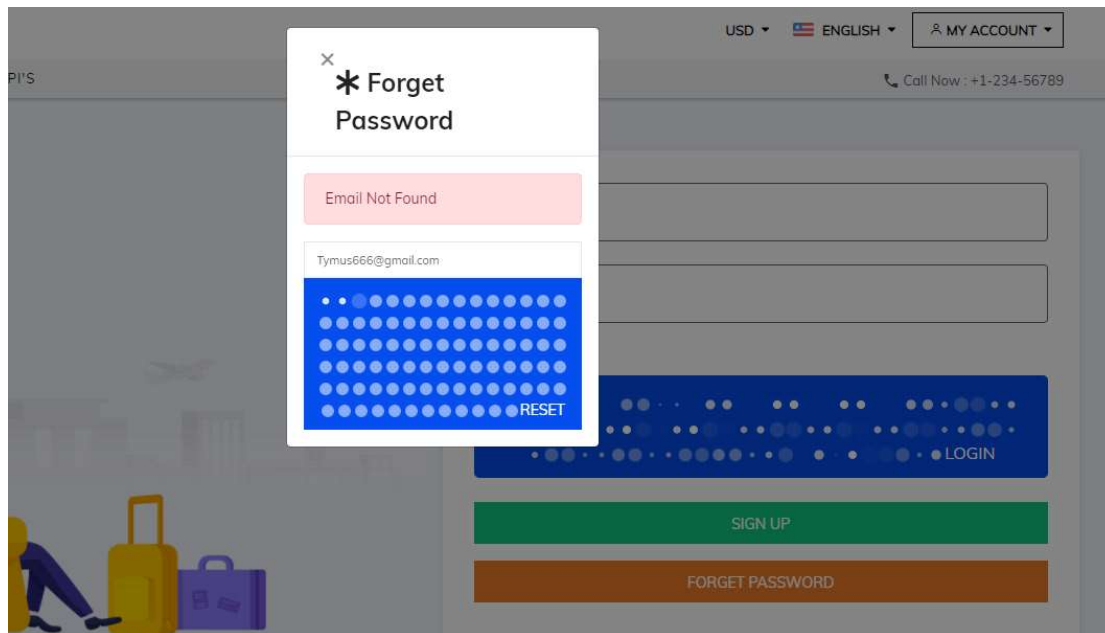 USD ENGLISH MY ACCOUNT
PI'S
Call Now : +1-234-56789
×
Forget
Password
Email Not Found
Tymus666@gmail.com
RESET
LOGIN
SIGN UP
FORGET PASSWORD